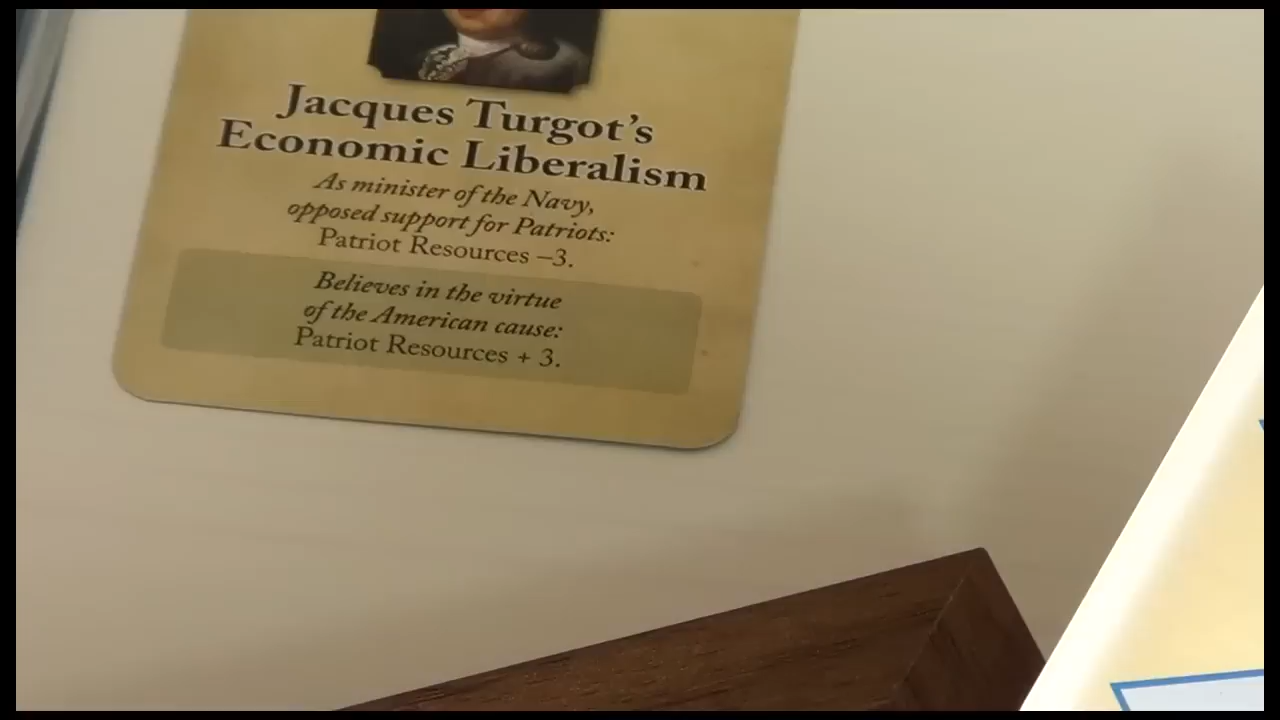 Jacques Turgot's
Economic Liberalism
As minister of the Navy,
opposed support for Patriots:
Patriot Resources –3.
Believes in the virtue
of the American cause:
Patriot Resources + 3.